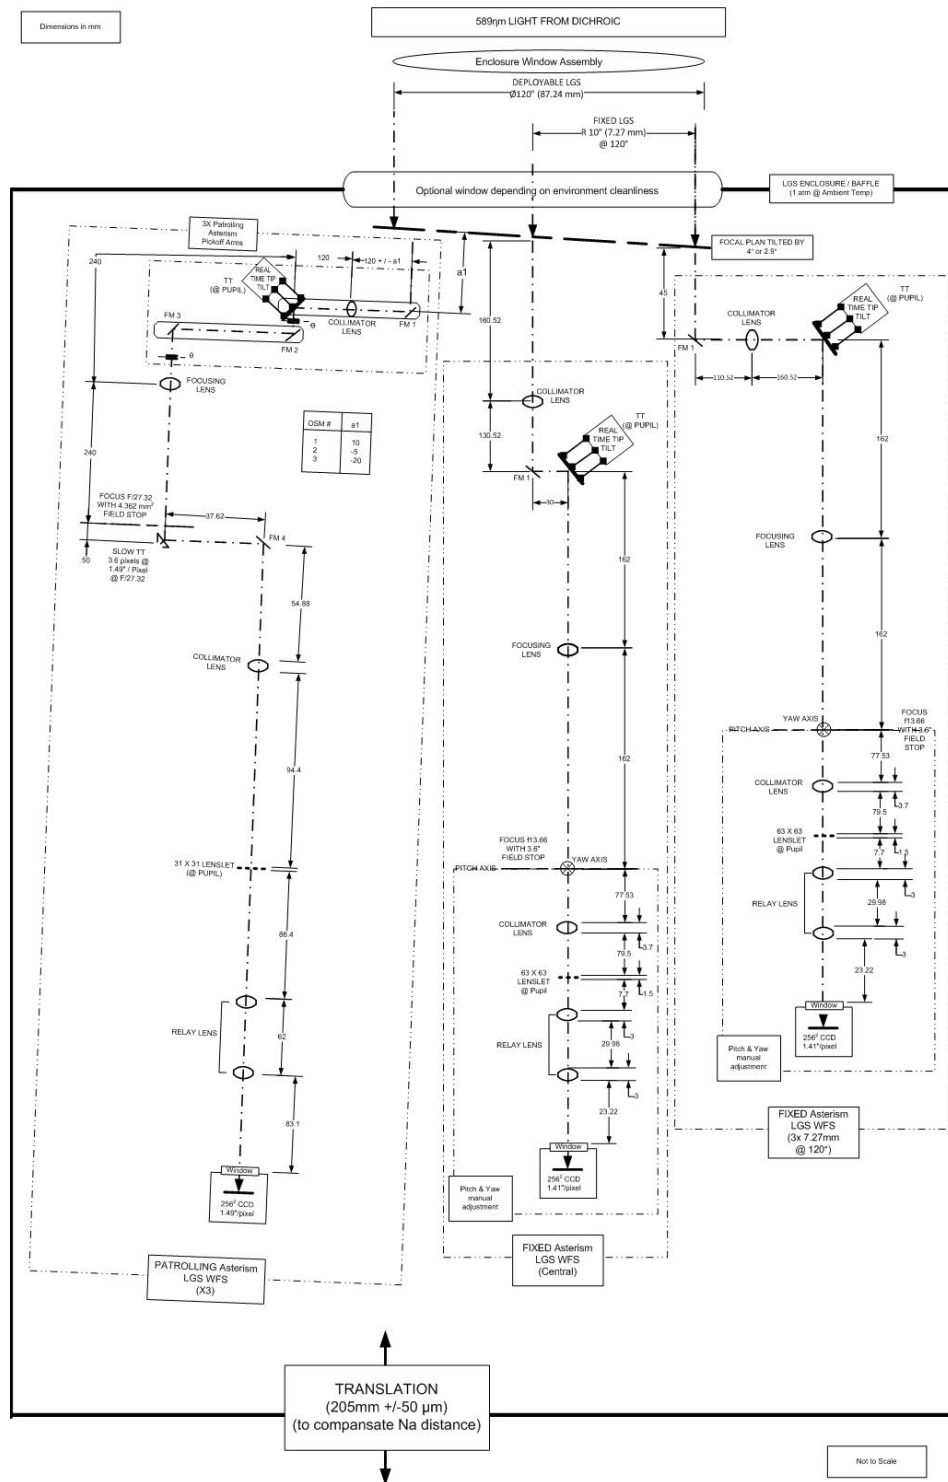 Dimensions in mm
589ηm LIGHT FROM DICHROIC
Enclosure Window Assembly
DEPLOYABLE LGS
Ø120" (87.24 mm)
FIXED LGS
R 10" (7.27 mm)
@ 120°
Optional window depending on environment cleanliness
LGS ENCLOSURE / BAFFLE
(1 atm @ Ambient Temp)
3X Patrolling
Asterism
Pickoff Arms
FOCAL PLAN TILTED BY
4° or 2.9°
240
TT
(@ PUPIL)
REAL
TIME TIP
TILT
120
120 + / - a1
a1
COLLIMATOR
LENS
FM 1
θ
FM 3
FM 2
θ
FOCUSING
LENS
240
OSM #
a1
1
10
2
-5
3
-20
FOCUS F/27.32
WITH 4.362 mm²
FIELD STOP
37.62
FM 4
50
SLOW TT
3.6 pixels @
1.49" / Pixel
@ F/27.32
54.88
COLLIMATOR
LENS
94.4
31 X 31 LENSLET
(@ PUPIL)
86.4
RELAY LENS
62
83.1
Window
256² CCD
1.49"/pixel
PATROLLING Asterism
LGS WFS
(X3)
160.52
COLLIMATOR
LENS
130.52
TT
(@ PUPIL)
REAL
TIME TIP
TILT
FM 1
30
162
FOCUSING
LENS
162
FOCUS f13.66
WITH 3.6"
FIELD STOP
YAW AXIS
PITCH AXIS
77.53
COLLIMATOR
LENS
3.7
79.5
63 X 63
LENSLET
@ Pupil
7.7
1.5
RELAY LENS
3
29.98
3
23.22
Window
256² CCD
1.41"/pixel
Pitch & Yaw
manual
adjustment
FIXED Asterism
LGS WFS
(Central)
45
TT
(@ PUPIL)
REAL
TIME TIP
TILT
COLLIMATOR
LENS
FM 1
110.52
160.52
162
FOCUSING
LENS
162
YAW AXIS
PITCH AXIS
FOCUS
f13.66
WITH 3.6"
FIELD
STOP
77.53
COLLIMATOR
LENS
3.7
79.5
63 X 63
LENSLET
@ Pupil
7.7
1.5
RELAY LENS
3
29.98
3
23.22
Window
256² CCD
1.41"/pixel
Pitch & Yaw
manual
adjustment
FIXED Asterism
LGS WFS
(3x 7.27mm
@ 120°)
TRANSLATION
(205mm +/-50 µm)
(to compansate Na distance)
Not to Scale